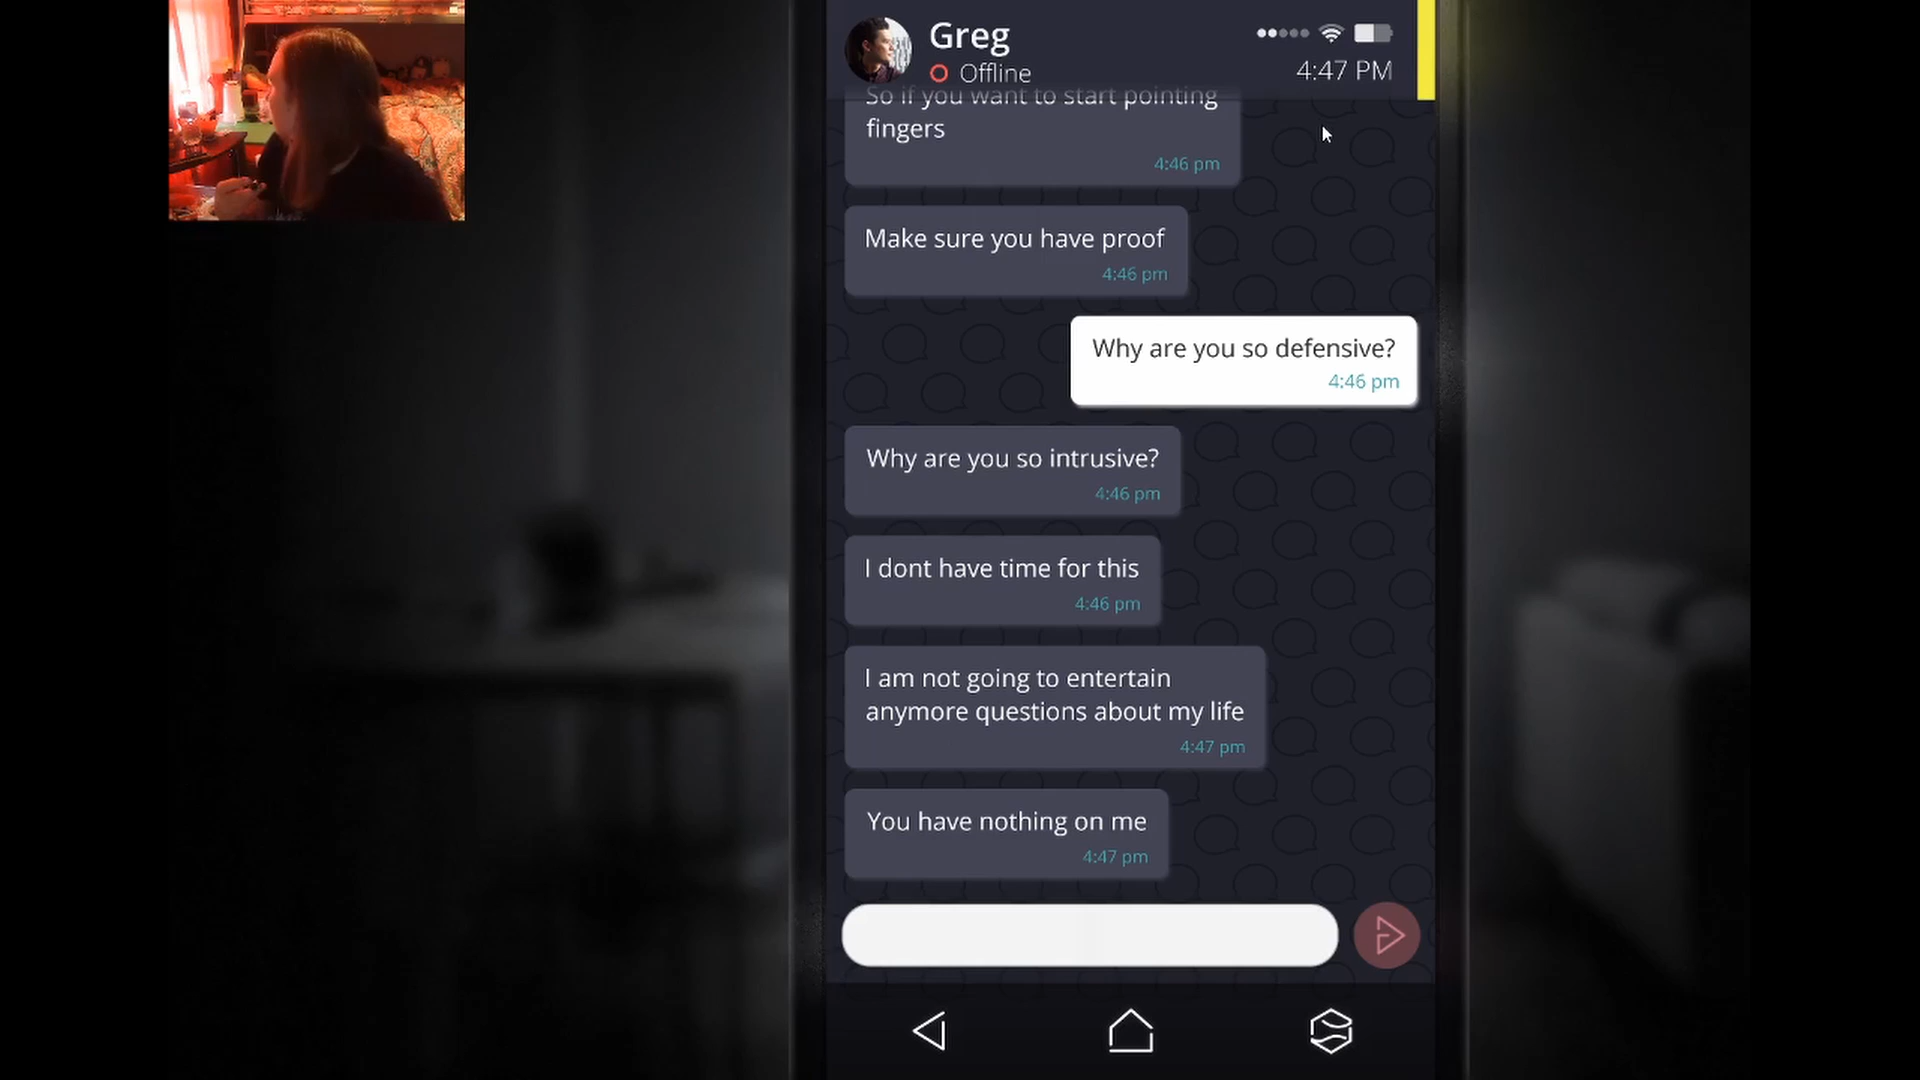 Greg
Offline
4:47 PM
So if you want to start pointing
fingers
4:46 pm
Make sure you have proof
4:46 pm
Why are you so defensive?
4:46 pm
Why are you so intrusive?
4:46 pm
I dont have time for this
4:46 pm
I am not going to entertain
anymore questions about my life
4:47 pm
You have nothing on me
4:47 pm